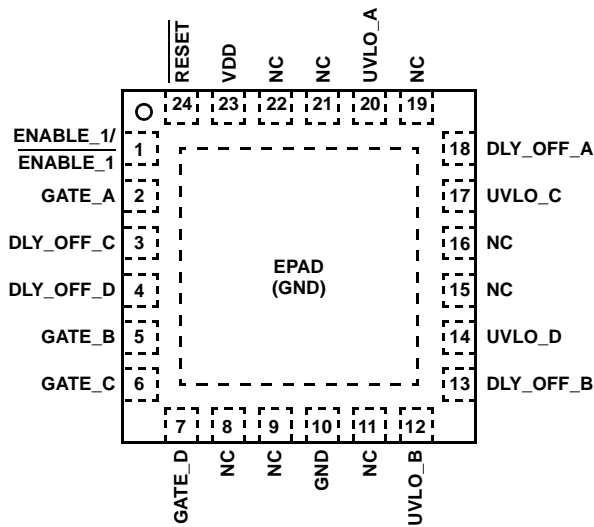 RESET
VDD
NC
NC
UVLO_A
NC
24
23
22
21
20
19
ENABLE_1/
ENABLE_1
1
18
DLY_OFF_A
GATE_A
2
17
UVLO_C
DLY_OFF_C
3
16
NC
EPAD
(GND)
DLY_OFF_D
4
15
NC
GATE_B
5
14
UVLO_D
GATE_C
6
13
DLY_OFF_B
7
8
9
10
11
12
GATE_D
NC
NC
GND
NC
UVLO_B